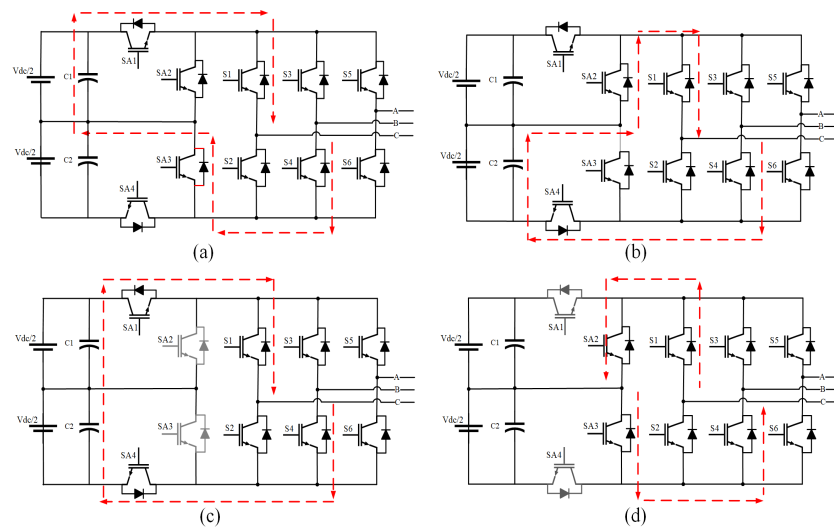 SA1
Vdc/2
C1
SA2
S1
S3
S5
A
B
C
Vdc/2
C2
SA3
S2
S4
S6
SA4
(a)
SA1
Vdc/2
C1
SA2
S1
S3
S5
A
B
C
Vdc/2
C2
SA3
S2
S4
S6
SA4
(b)
SA1
Vdc/2
C1
SA2
S1
S3
S5
A
B
C
Vdc/2
C2
SA3
S2
S4
S6
SA4
(c)
SA1
Vdc/2
C1
SA2
S1
S3
S5
A
B
C
Vdc/2
C2
SA3
S2
S4
S6
SA4
(d)